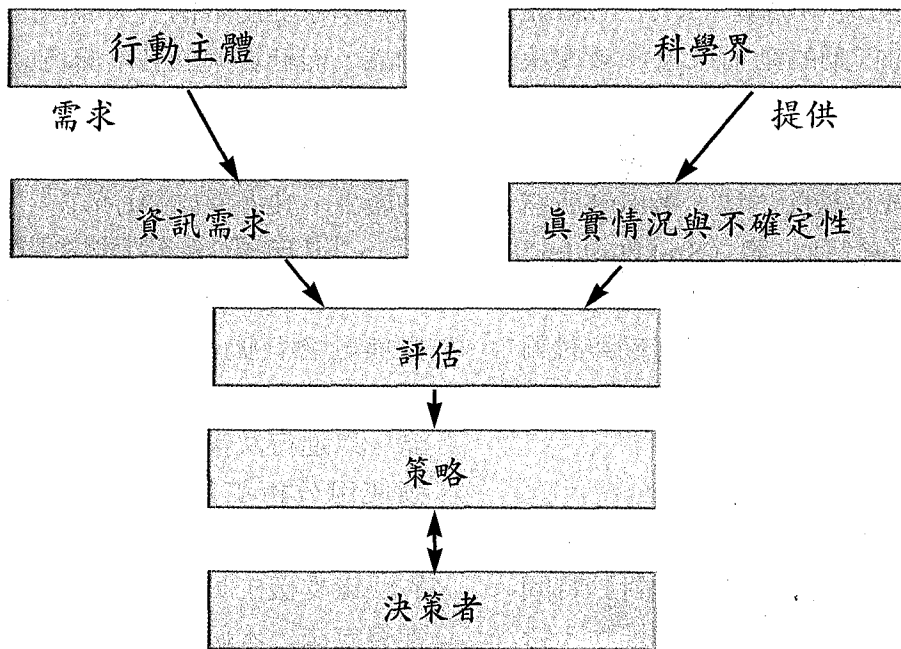 行動主體
科學界
需求
提供
資訊需求
眞實情況與不確定性
評估
策略
決策者